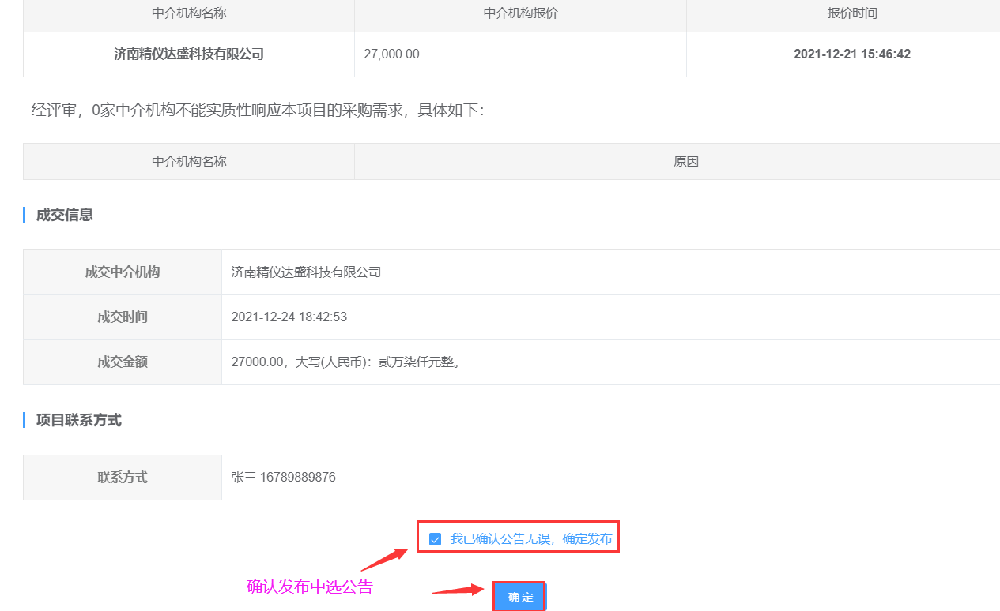 中介机构名称 中介机构报价 报价时间
济南精仪达盛科技有限公司 27,000.00 2021-12-21 15:46:42
经评审，0家中介机构不能实质性响应本项目的采购需求，具体如下：
中介机构名称 原因
成交信息
成交中介机构 济南精仪达盛科技有限公司
成交时间 2021-12-24 18:42:53
成交金额 27000.00，大写(人民币)：贰万柒仟元整。
项目联系方式
联系方式 张三 16789889876
我已确认公告无误，确定发布
确认发布中选公告
确定